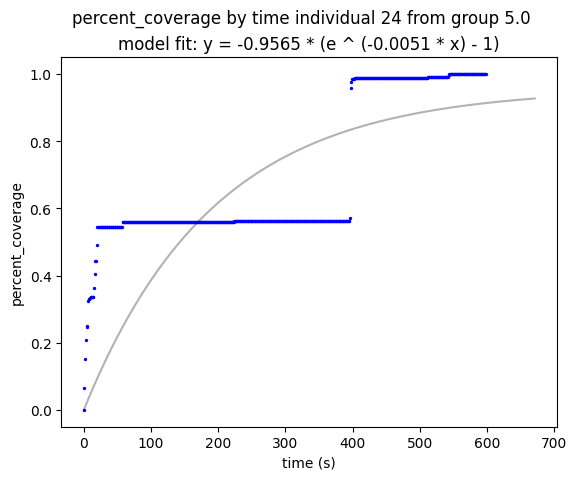 percent_coverage by time individual 24 from group 5.0
model fit: y = -0.9565 * (e ^ (-0.0051 * x) - 1)
1.0
0.8
0.6
0.4
0.2
0.0
percent_coverage
0 100 200 300 400 500 600 700
time (s)